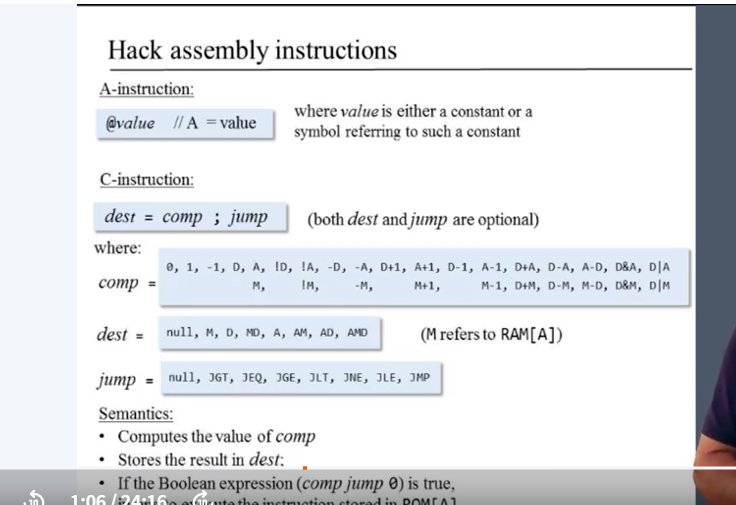 Hack assembly instructions
A-instruction:
@value // A = value
where value is either a constant or a
symbol referring to such a constant
C-instruction:
dest = comp ; jump
(both dest and jump are optional)
where:
comp =
0, 1, -1, D, A, !D, !A, -D, -A, D+1, A+1, D-1, A-1, D+A, D-A, A-D, D&A, D|A
M, !M, -M, M+1, M-1, D+M, D-M, M-D, D&M, D|M
dest = null, M, D, MD, A, AM, AD, AMD (M refers to RAM[A])
jump = null, JGT, JEQ, JGE, JLT, JNE, JLE, JMP
Semantics:
• Computes the value of comp
• Stores the result in dest;
• If the Boolean expression (comp jump 0) is true,
to execute the instruction stored in ROM[A]
10 1:06 / 24:16 10